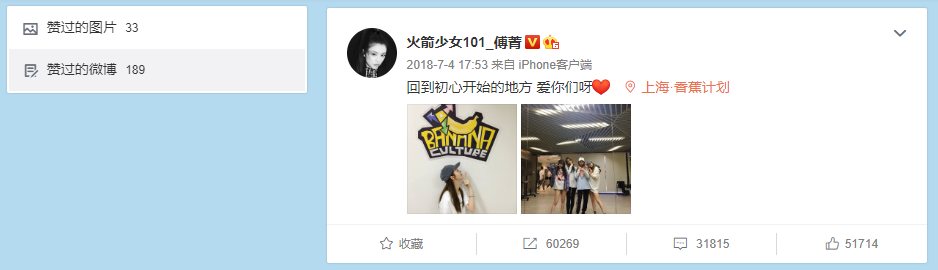 赞过的图片 33
赞过的微博 189
火箭少女101_傅菁
2018-7-4 17:53 来自 iPhone客户端
回到初心开始的地方 爱你们呀 上海·香蕉计划
BANANA
CULTURE
收藏 60269 31815 51714